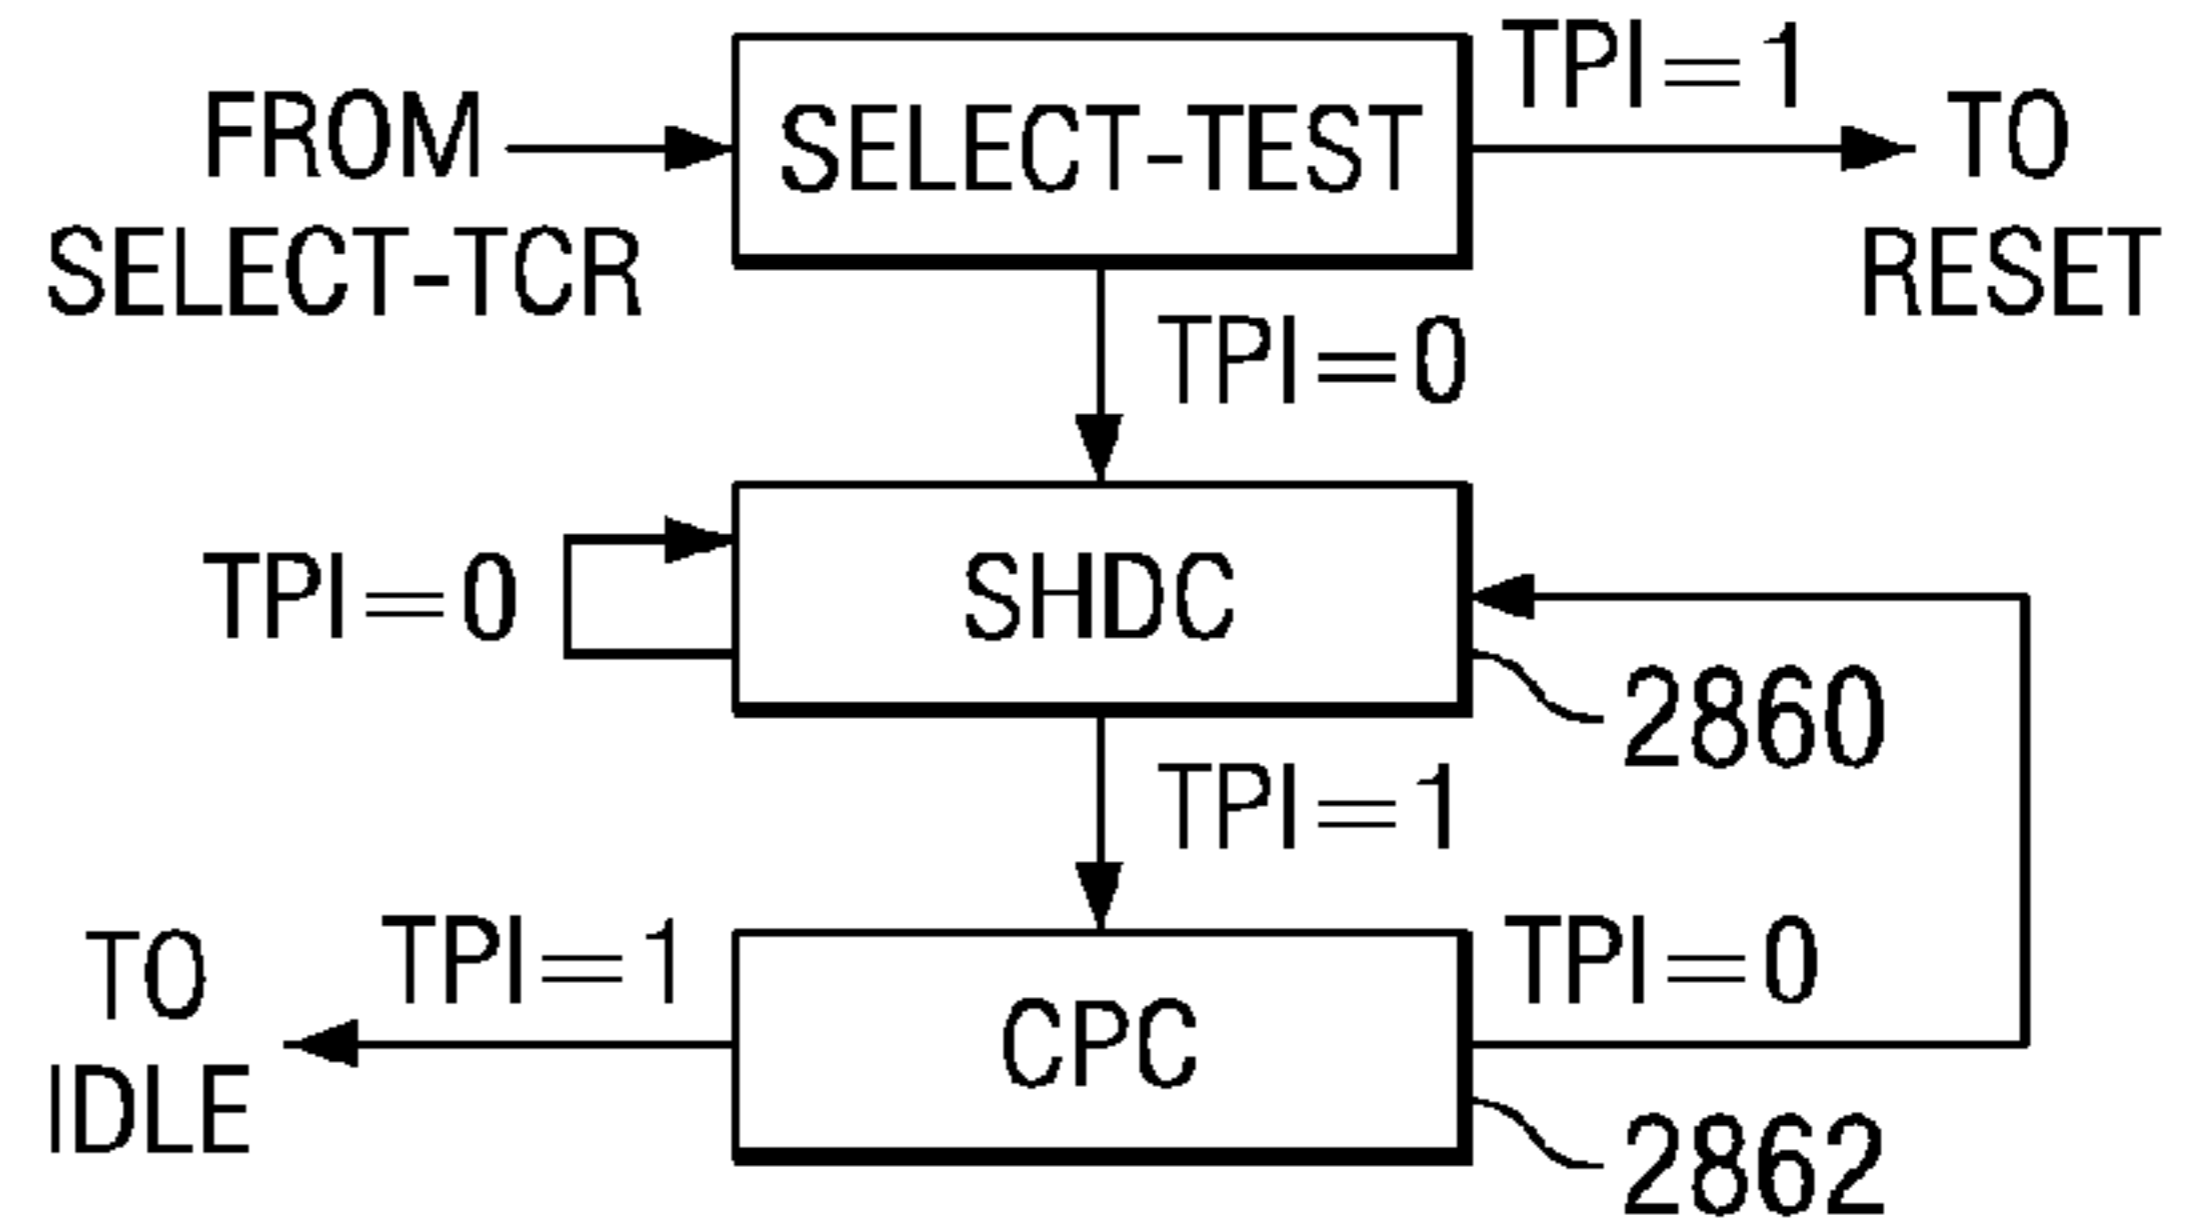 FROM
SELECT-TCR
SELECT-TEST
TPI=1
TO
RESET
TPI=0
TPI=0
SHDC
2860
TPI=1
TO
IDLE
TPI=1
CPC
TPI=0
2862